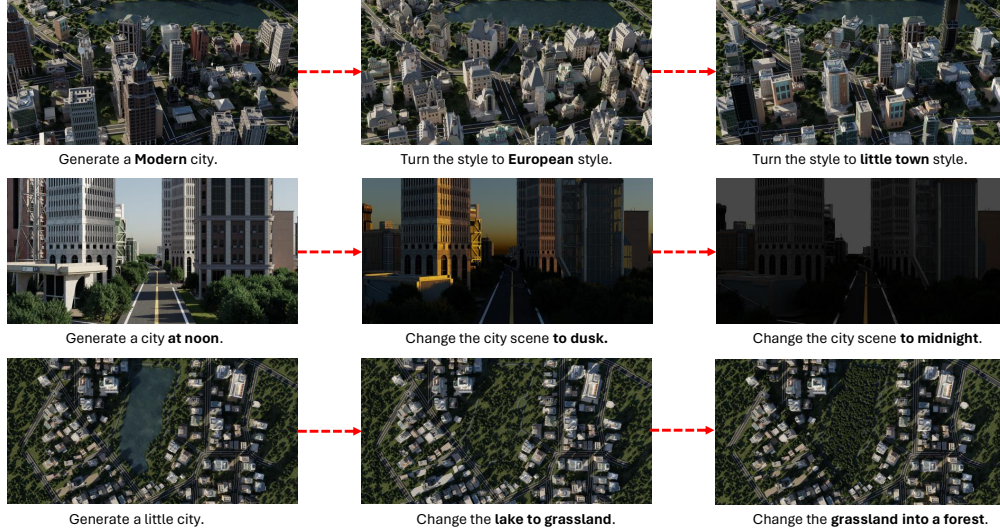 Generate a Modern city.
Turn the style to European style.
Turn the style to little town style.
Generate a city at noon.
Change the city scene to dusk.
Change the city scene to midnight.
Generate a little city.
Change the lake to grassland.
Change the grassland into a forest.